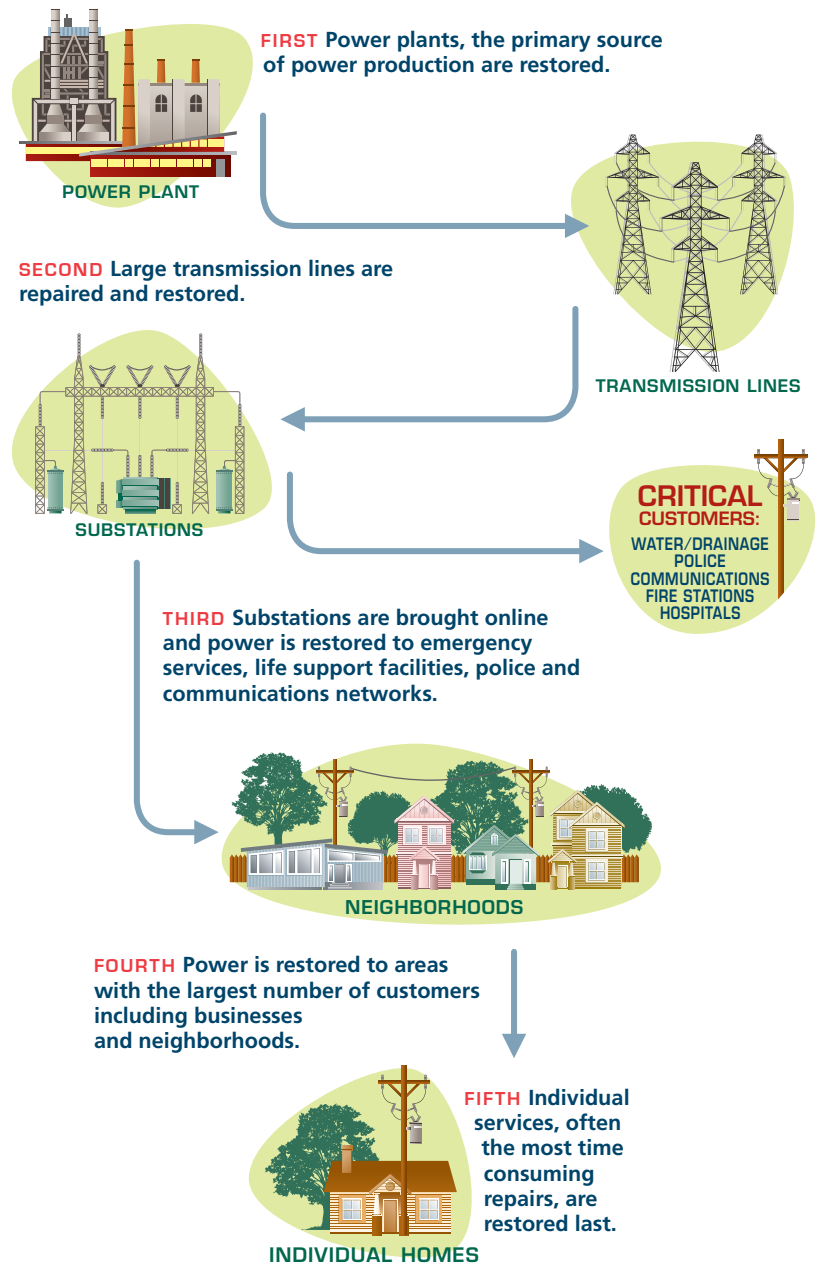 FIRST Power plants, the primary source
of power production are restored.
POWER PLANT
SECOND Large transmission lines are
repaired and restored.
TRANSMISSION LINES
SUBSTATIONS
CRITICAL
CUSTOMERS:
WATER/DRAINAGE
POLICE
COMMUNICATIONS
FIRE STATIONS
HOSPITALS
THIRD Substations are brought online
and power is restored to emergency
services, life support facilities, police and
communications networks.
NEIGHBORHOODS
FOURTH Power is restored to areas
with the largest number of customers
including businesses
and neighborhoods.
FIFTH Individual
services, often
the most time
consuming
repairs, are
restored last.
INDIVIDUAL HOMES